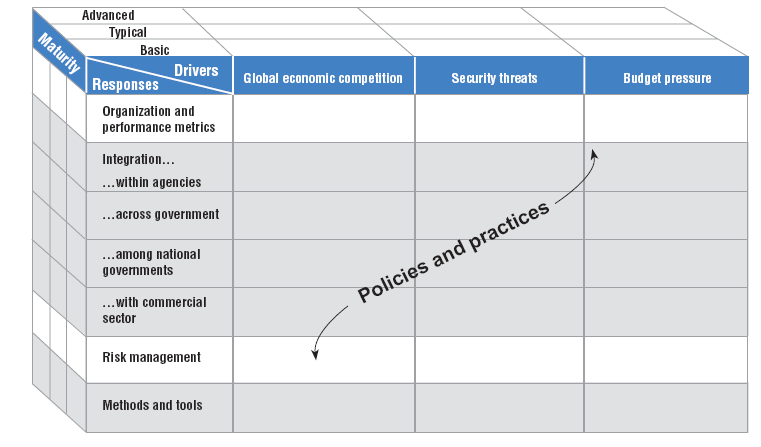 Advanced
Typical
Basic
Maturity
Drivers
Responses
Global economic competition
Security threats
Budget pressure
Organization and
performance metrics
Integration…
…within agencies
…across government
…among national
governments
…with commercial
sector
Risk management
Methods and tools
Policies and practices